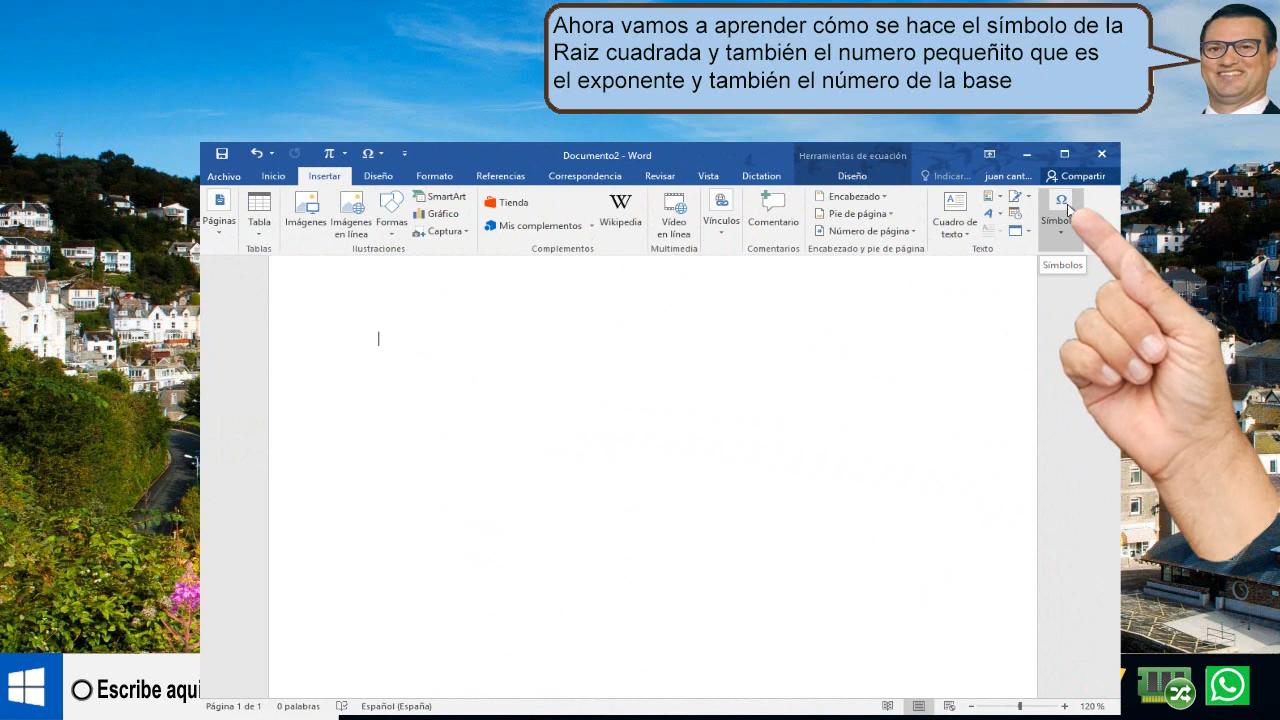 Ahora vamos a aprender cómo se hace el símbolo de la
Raiz cuadrada y también el numero pequeñito que es
el exponente y también el número de la base
Documento2 - Word
Herramientas de ecuación
Archivo
Inicio
Insertar
Diseño
Formato
Referencias
Correspondencia
Revisar
Vista
Dictation
Diseño
Indicar...
juan cant...
Compartir
Páginas
Tabla
Imágenes
Imágenes
en línea
Formas
SmartArt
Gráfico
Captura
Tienda
Mis complementos
W
Wikipedia
Vídeo
en línea
Vínculos
Comentario
Encabezado
Pie de página
Número de página
Cuadro de
texto
Símbol
Tablas
Ilustraciones
Complementos
Multimedia
Comentarios
Encabezado y pie de página
Texto
Símbolos
Escribe aqui
Página 1 de 1
0 palabras
Español (España)
120 %